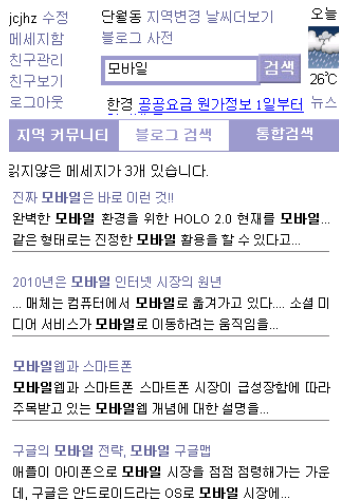 jcjhz 수정
단월동 지역변경 날씨더보기
오늘
메세지함
블로그 사전
친구관리
모바일 검색
친구보기
26℃
로그아웃
한경 공공요금 원가정보 1일부터
뉴스
지역 커뮤니티 블로그 검색 통합검색
읽지않은 메세지가 3개 있습니다.
진짜 모바일은 바로 이런 것!!
완벽한 모바일 환경을 위한 HOLO 2.0 현재를 모바일...
같은 형태로는 진정한 모바일 활용을 할 수 있다고...
2010년은 모바일 인터넷 시장의 원년
... 매체는 컴퓨터에서 모바일로 옮겨가고 있다.... 소셜 미
디어 서비스가 모바일로 이동하려는 움직임을...
모바일웹과 스마트폰
모바일웹과 스마트폰 스마트폰 시장이 급성장함에 따라
주목받고 있는 모바일웹 개념에 대한 설명을...
구글의 모바일 전략, 모바일 구글맵
애플이 아이폰으로 모바일 시장을 점점 점령해가는 가운
데, 구글은 안드로이드라는 OS로 모바일 시장에...